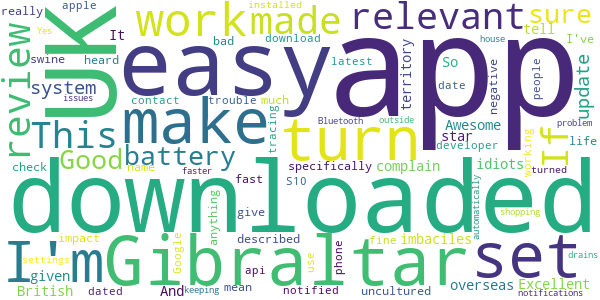 really apple Yes installed made relevant sure
swine It heard bad download UK work tell
review system easy app latest So date territory negative people house I've update
contact trouble much tracing Awesome star developer
This make turn Bluetooth outside If life problem
check Good battery name specifically complain idiots working turned
downloaded faster fast S10 give anything described phone
I'm Gibraltar set imbaciles overseas automatically shopping
impact settings given Google api use fine uncultured Excellent drains
British dated And keeping mean notified notifications
issues